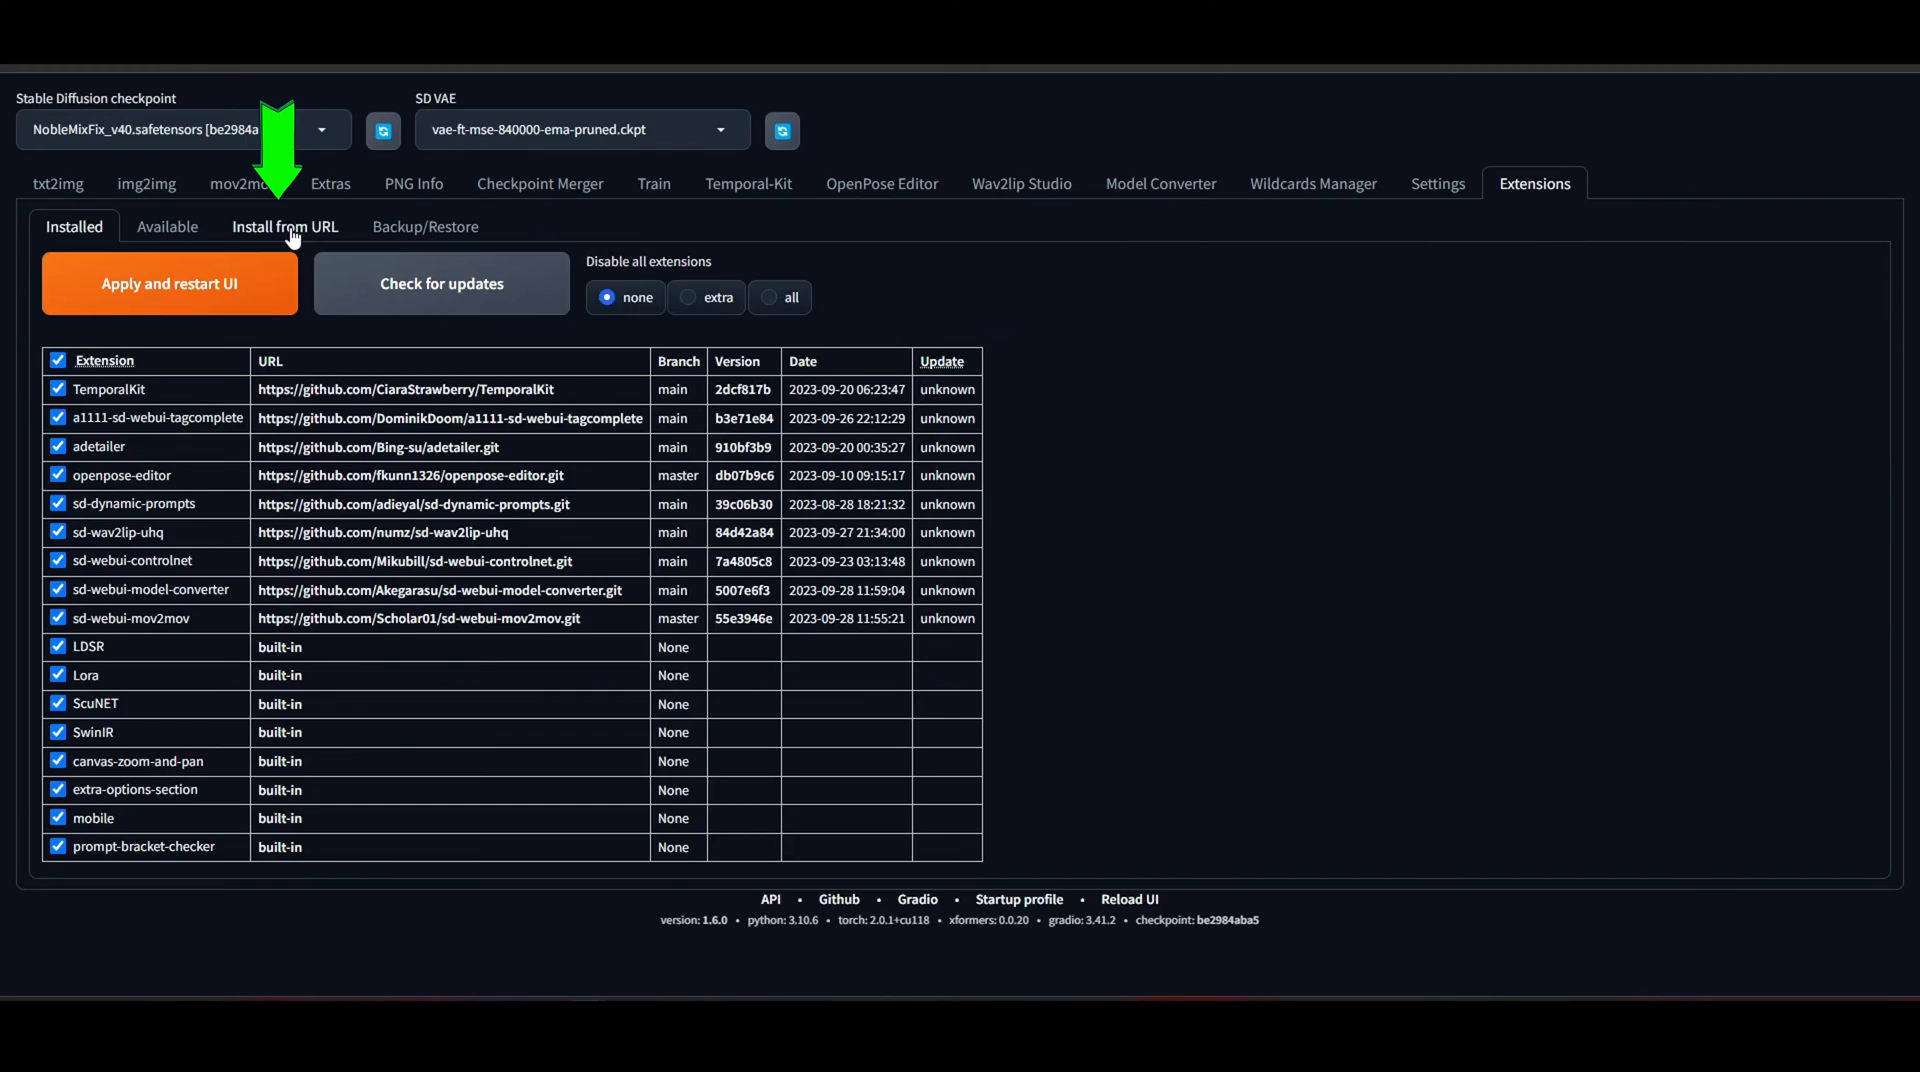 Stable Diffusion checkpoint SD VAE
NobleMixFix_v40.safetensors [be2984a vae-ft-mse-840000-ema-pruned.ckpt
txt2img img2img mov2mo Extras PNG Info Checkpoint Merger Train Temporal-Kit OpenPose Editor Wav2lip Studio Model Converter Wildcards Manager Settings Extensions
Installed Available Install from URL Backup/Restore
Apply and restart UI Check for updates
Disable all extensions
none extra all
Extension URL Branch Version Date Update
TemporalKit https://github.com/CiaraStrawberry/TemporalKit main 2dcf817b 2023-09-20 06:23:47 unknown
a1111-sd-webui-tagcomplete https://github.com/DominikDoom/a1111-sd-webui-tagcomplete main b3e71e84 2023-09-26 22:12:29 unknown
adetailer https://github.com/Bing-su/adetailer.git main 910bf3b9 2023-09-20 00:35:27 unknown
openpose-editor https://github.com/fkunn1326/openpose-editor.git master db07b9c6 2023-09-10 09:15:17 unknown
sd-dynamic-prompts https://github.com/adieyal/sd-dynamic-prompts.git main 39c06b30 2023-08-28 18:21:32 unknown
sd-wav2lip-uhq https://github.com/numz/sd-wav2lip-uhq main 84d42a84 2023-09-27 21:34:00 unknown
sd-webui-controlnet https://github.com/Mikubill/sd-webui-controlnet.git main 7a4805c8 2023-09-23 03:13:48 unknown
sd-webui-model-converter https://github.com/Akegarasu/sd-webui-model-converter.git main 5007e6f3 2023-09-28 11:59:04 unknown
sd-webui-mov2mov https://github.com/Scholar01/sd-webui-mov2mov.git master 55e3946e 2023-09-28 11:55:21 unknown
LDSR built-in None
Lora built-in None
ScuNET built-in None
SwinIR built-in None
canvas-zoom-and-pan built-in None
extra-options-section built-in None
mobile built-in None
prompt-bracket-checker built-in None
API • Github • Gradio • Startup profile • Reload UI
version: 1.6.0 • python: 3.10.6 • torch: 2.0.1+cu118 • xformers: 0.0.20 • gradio: 3.41.2 • checkpoint: be2984aba5